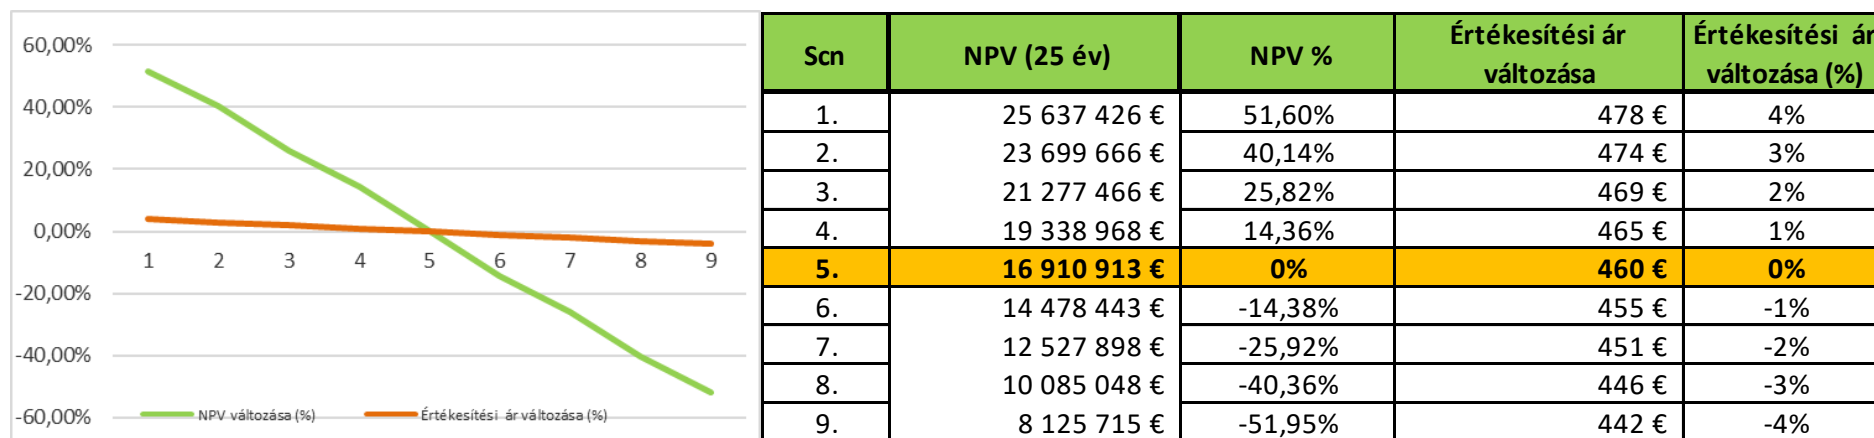 60,00%
40,00%
20,00%
0,00%
1 2 3 4 5 6 7 8 9
-20,00%
-40,00%
-60,00%
NPV változása (%) Értékesítési ár változása (%)
Scn NPV (25 év) NPV % Értékesítési ár változása Értékesítési ár változása (%)
1. 25 637 426 € 51,60% 478 € 4%
2. 23 699 666 € 40,14% 474 € 3%
3. 21 277 466 € 25,82% 469 € 2%
4. 19 338 968 € 14,36% 465 € 1%
5. 16 910 913 € 0% 460 € 0%
6. 14 478 443 € -14,38% 455 € -1%
7. 12 527 898 € -25,92% 451 € -2%
8. 10 085 048 € -40,36% 446 € -3%
9. 8 125 715 € -51,95% 442 € -4%